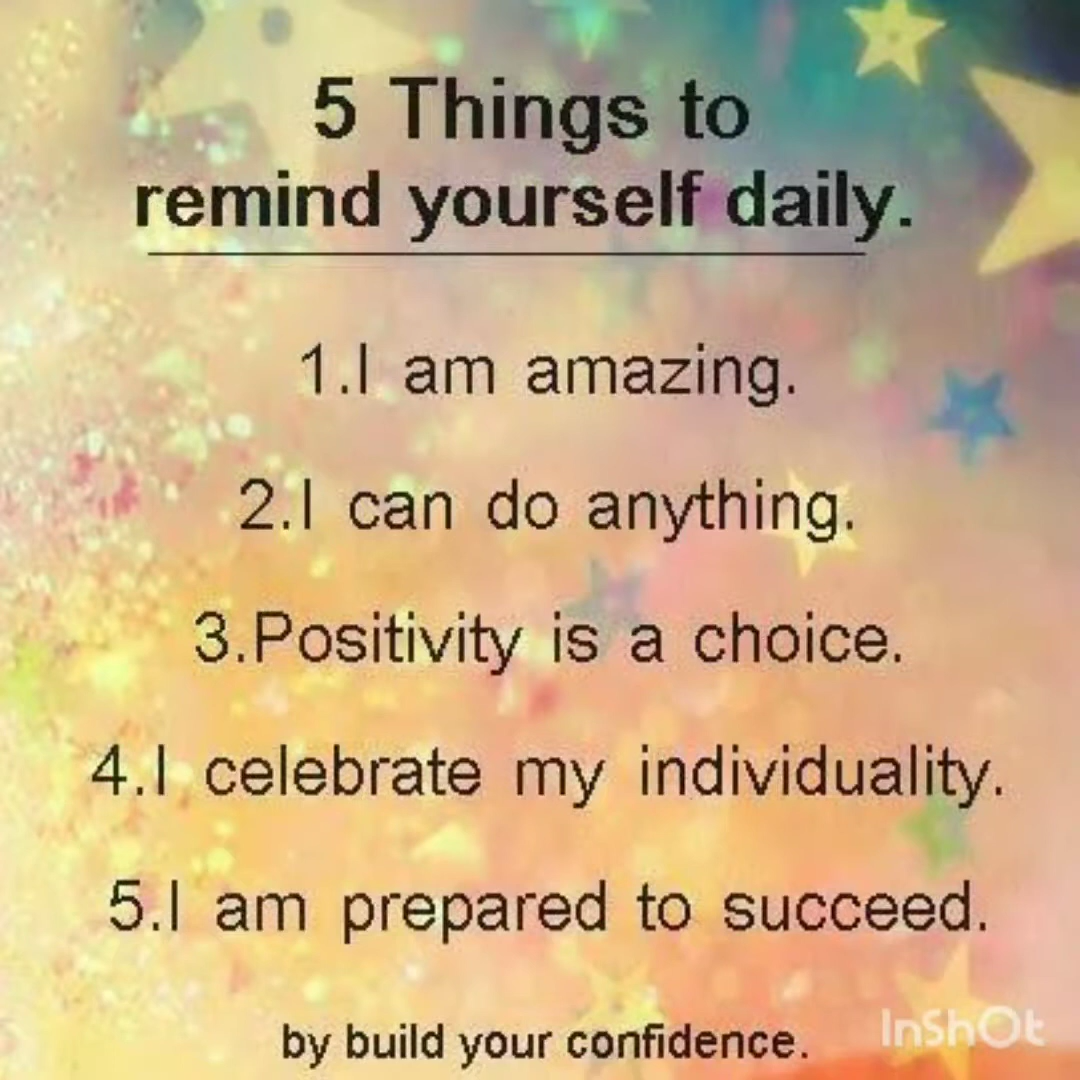 5 Things to
remind yourself daily.
1.I am amazing.
2.I can do anything.
3.Positivity is a choice.
4.I celebrate my individuality.
5.I am prepared to succeed.
by build your confidence.
InShOt